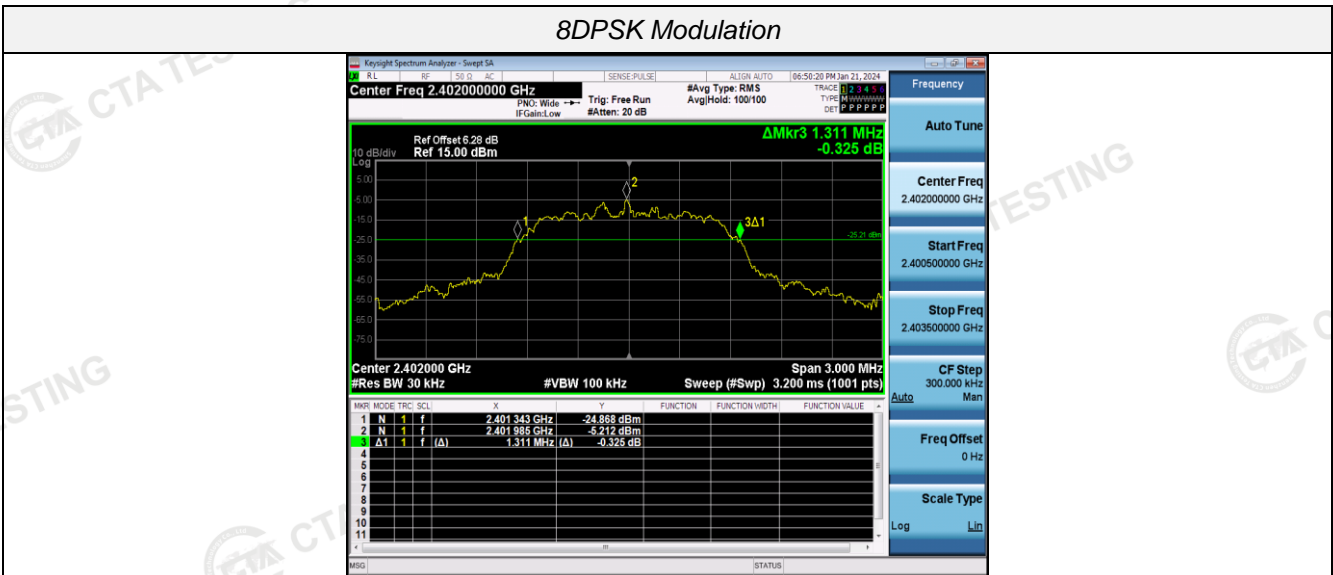 8DPSK Modulation
Keysight Spectrum Analyzer - Swept SA
RL RF 50 Ω AC SENSE:PULSE ALIGN AUTO 06:50:20 PM Jan 21, 2024
Center Freq 2.402000000 GHz
PNO: Wide
IFGain:Low
Trig: Free Run
#Atten: 20 dB
#Avg Type: RMS
Avg|Hold: 100/100
TRACE 1 2 3 4 5 6
TYPE M WWWWW
DET P P P P P P
Ref Offset 6.28 dB
10 dB/div Ref 15.00 dBm
Log
ΔMkr3 1.311 MHz
-0.325 dB
5.00
-5.00
-15.0
-25.0
-35.0
-45.0
-55.0
-65.0
-75.0
1
2
3Δ1
-25.21 dBm
Center 2.402000 GHz Span 3.000 MHz
#Res BW 30 kHz #VBW 100 kHz Sweep (#Swp) 3.200 ms (1001 pts)
MKR MODE TRC SCL X Y FUNCTION FUNCTION WIDTH FUNCTION VALUE
1 N 1 f 2.401 343 GHz -24.868 dBm
2 N 1 f 2.401 985 GHz -5.212 dBm
3 Δ1 1 f (Δ) 1.311 MHz (Δ) -0.325 dB
4
5
6
7
8
9
10
11
MSG STATUS
Frequency
Auto Tune
Center Freq
2.402000000 GHz
Start Freq
2.400500000 GHz
Stop Freq
2.403500000 GHz
CF Step
300.000 kHz
Auto Man
Freq Offset
0 Hz
Scale Type
Log Lin
CTA TES
CTA
TESTING
STING
CTA
C
CTA CTA